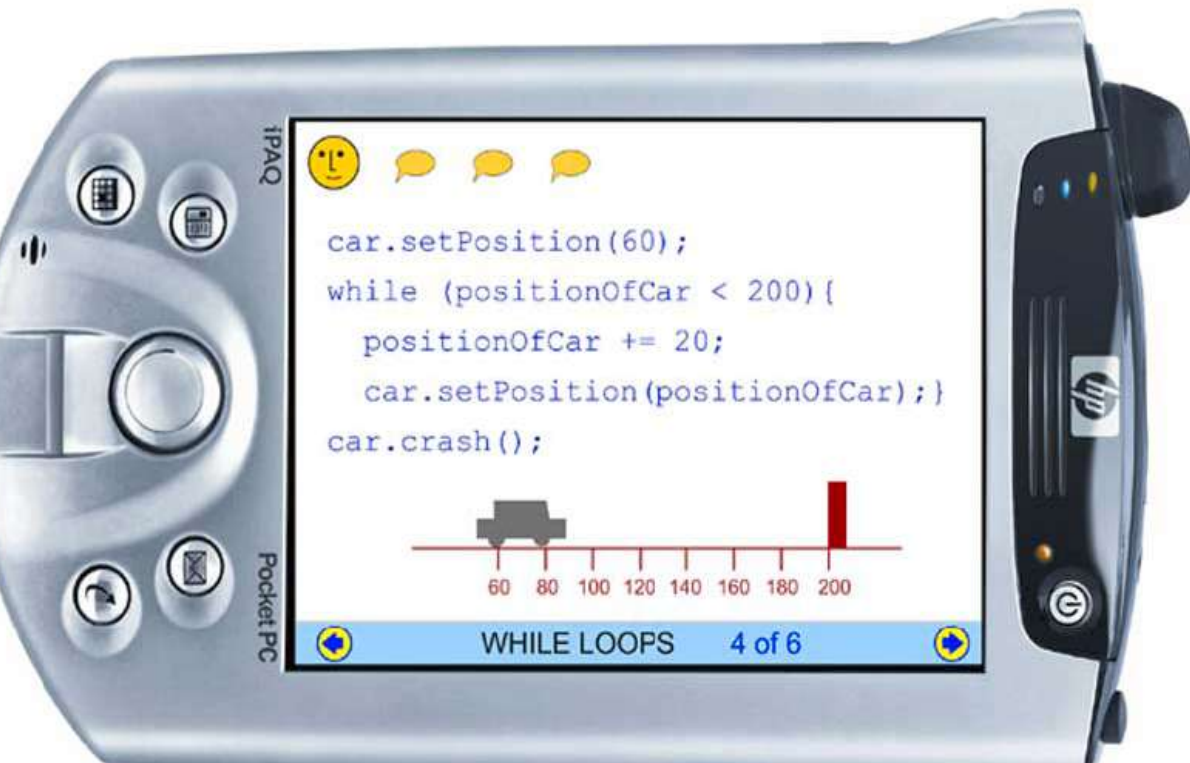 iPAQ
car.setPosition(60);
while (positionOfCar < 200){
positionOfCar += 20;
car.setPosition(positionOfCar);}
car.crash();
60 80 100 120 140 160 180 200
WHILE LOOPS 4 of 6
Pocket PC
hp